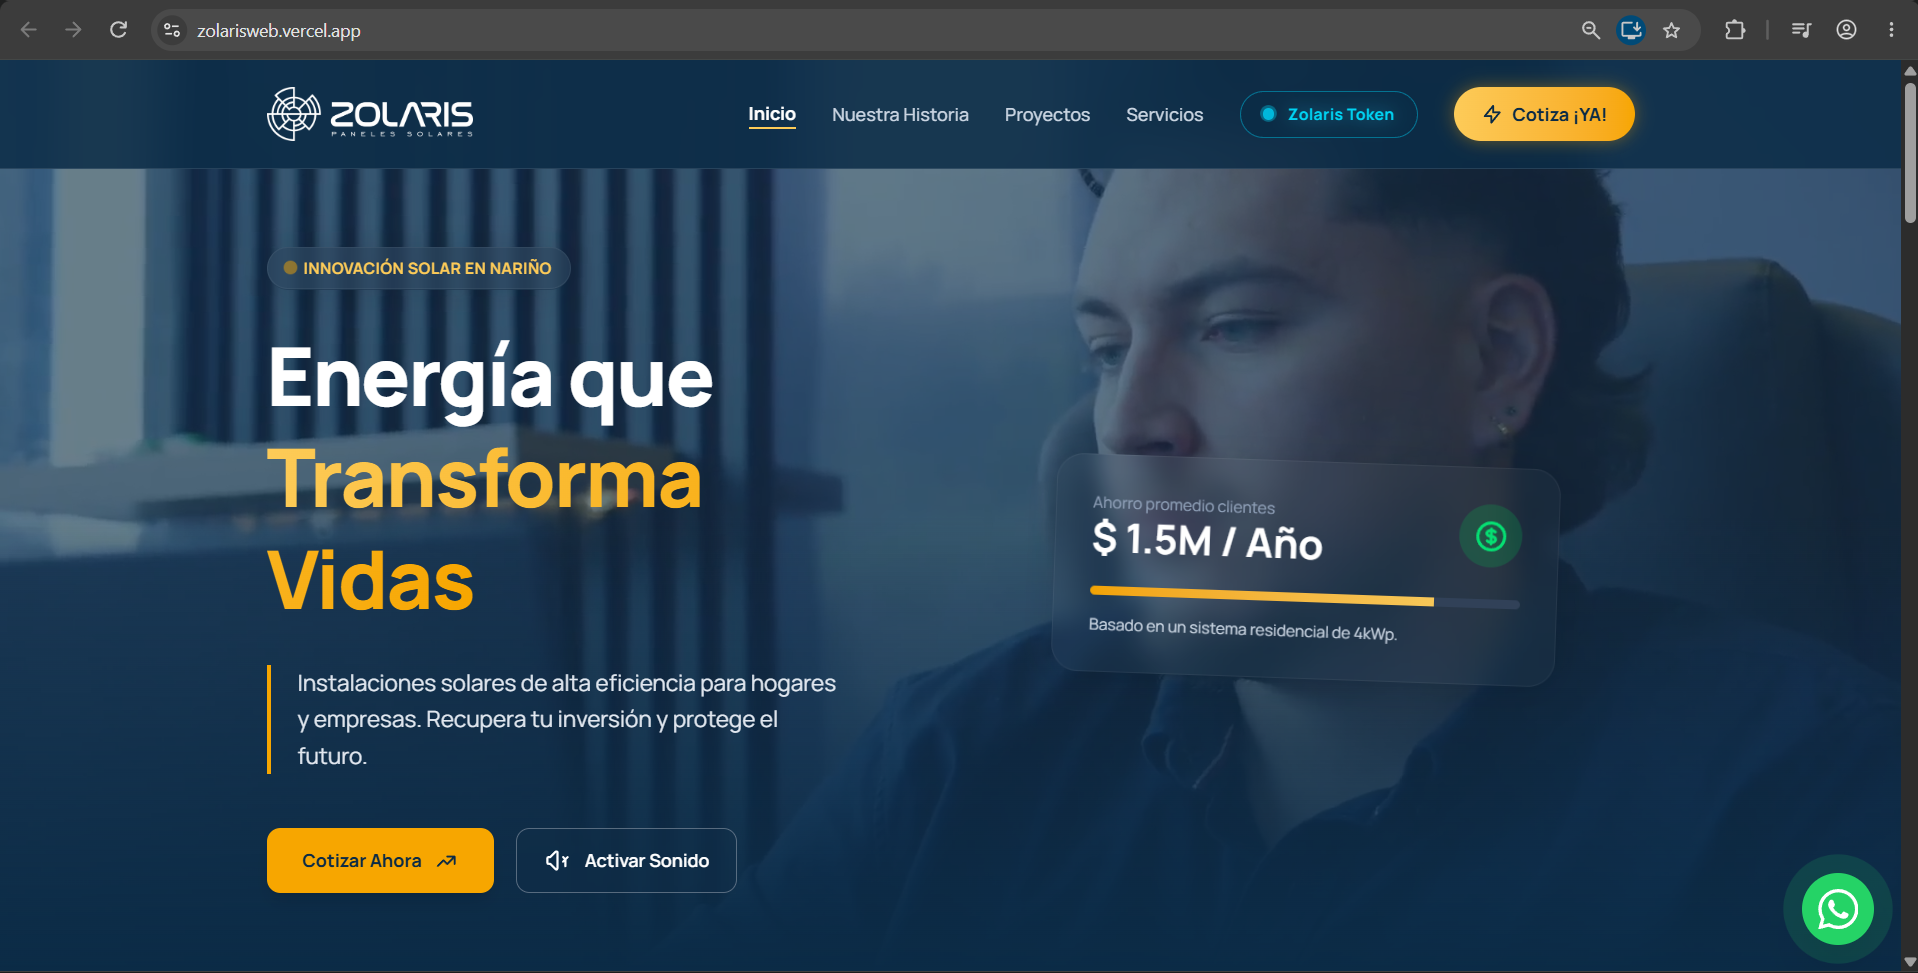 zolarisweb.vercel.app
ZOLARIS
PANELES SOLARES
Inicio
Nuestra Historia
Proyectos
Servicios
Zolaris Token
Cotiza ¡YA!
INNOVACIÓN SOLAR EN NARIÑO
Energía que
Transforma
Vidas
Instalaciones solares de alta eficiencia para hogares
y empresas. Recupera tu inversión y protege el
futuro.
Cotizar Ahora
Activar Sonido
Ahorro promedio clientes
$ 1.5M / Año
Basado en un sistema residencial de 4kWp.